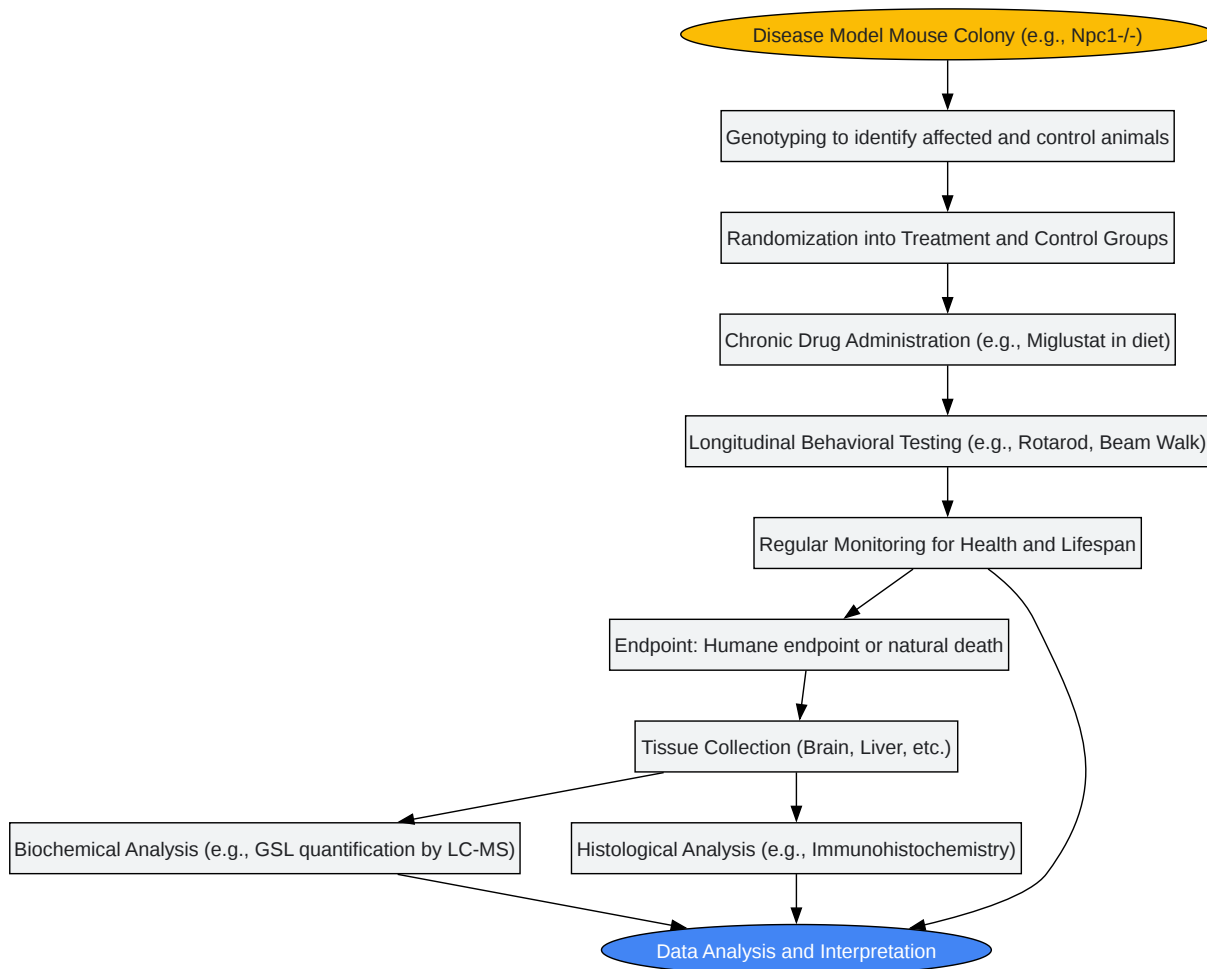 Disease Model Mouse Colony (e.g., Npc1-/-)
Genotyping to identify affected and control animals
Randomization into Treatment and Control Groups
Chronic Drug Administration (e.g., Miglustat in diet)
Longitudinal Behavioral Testing (e.g., Rotarod, Beam Walk)
Regular Monitoring for Health and Lifespan
Endpoint: Humane endpoint or natural death
Tissue Collection (Brain, Liver, etc.)
Biochemical Analysis (e.g., GSL quantification by LC-MS)
Histological Analysis (e.g., Immunohistochemistry)
Data Analysis and Interpretation